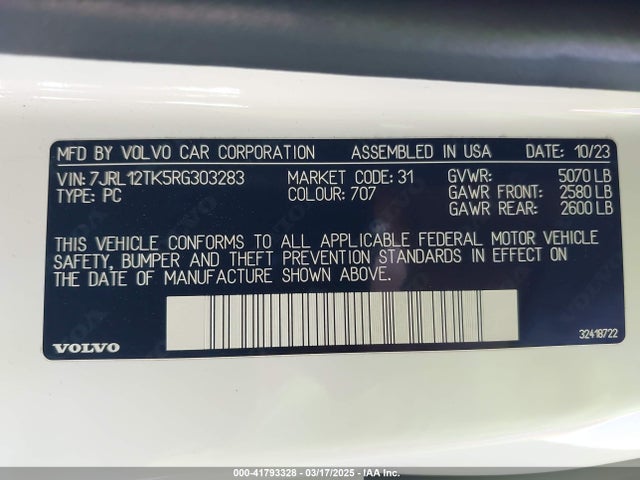 MFD BY VOLVO CAR CORPORATION ASSEMBLED IN USA DATE: 10/23
VIN:7JRL12TK5RG303283 MARKET CODE: 31 GVWR: 5070 LB
TYPE: PC COLOUR: 707 GAWR FRONT: 2580 LB
GAWR REAR: 2600 LB
THIS VEHICLE CONFORMS TO ALL APPLICABLE FEDERAL MOTOR VEHICLE
SAFETY, BUMPER AND THEFT PREVENTION STANDARDS IN EFFECT ON
THE DATE OF MANUFACTURE SHOWN ABOVE.
VOLVO 32418722
000-41793328 - 03/17/2025 - IAA Inc.